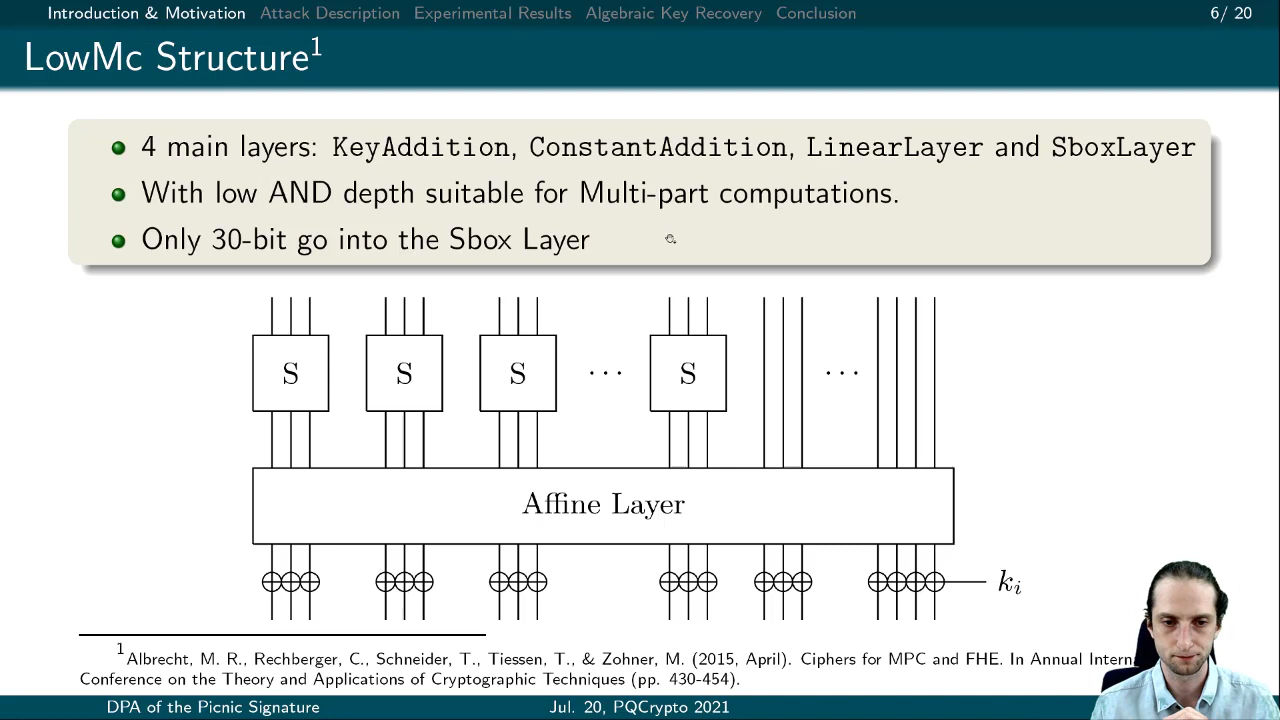 Introduction & Motivation Attack Description Experimental Results Algebraic Key Recovery Conclusion 6/ 20
LowMc Structure¹
4 main layers: KeyAddition, ConstantAddition, LinearLayer and SboxLayer
With low AND depth suitable for Multi-part computations.
Only 30-bit go into the Sbox Layer
S S S ··· S ···
Affine Layer
kᵢ
¹Albrecht, M. R., Rechberger, C., Schneider, T., Tiessen, T., & Zohner, M. (2015, April). Ciphers for MPC and FHE. In Annual
Conference on the Theory and Applications of Cryptographic Techniques (pp. 430-454).
DPA of the Picnic Signature Jul. 20, PQCrypto 2021